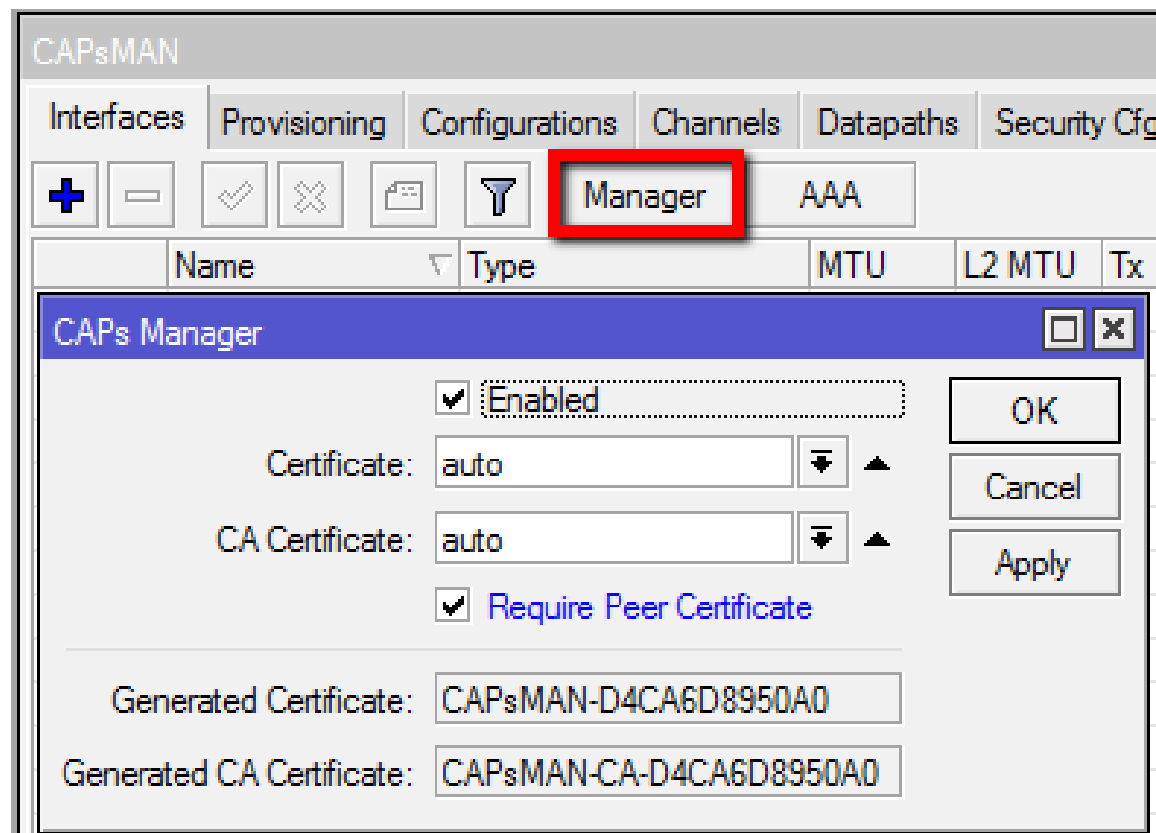 CAPsMAN
Interfaces Provisioning Configurations Channels Datapaths Security Cfg
Manager AAA
Name Type MTU L2 MTU Tx
CAPs Manager
Enabled OK
Certificate: auto
Cancel
CA Certificate: auto
Apply
Require Peer Certificate
Generated Certificate: CAPsMAN-D4CA6D8950A0
Generated CA Certificate: CAPsMAN-CA-D4CA6D8950A0